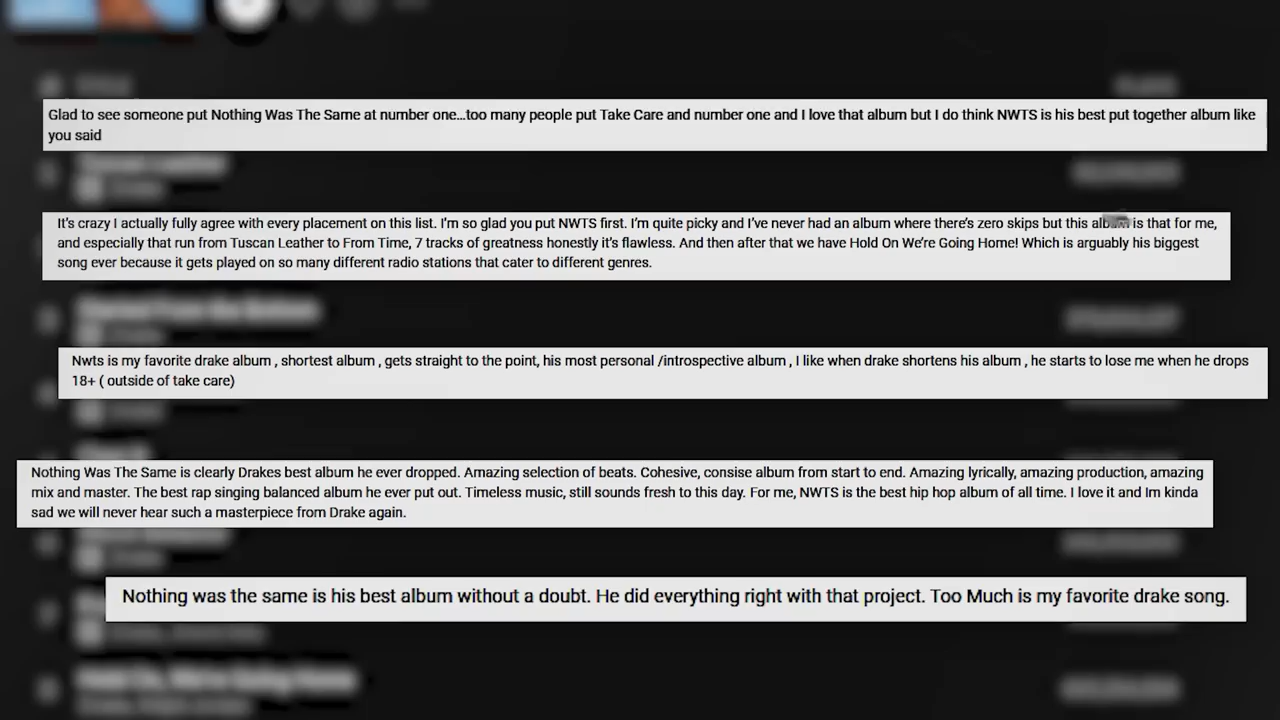 Glad to see someone put Nothing Was The Same at number one…too many people put Take Care and number one and I love that album but I do think NWTS is his best put together album like
you said
It's crazy I actually fully agree with every placement on this list. I'm so glad you put NWTS first. I'm quite picky and I've never had an album where there's zero skips but this album is that for me,
and especially that run from Tuscan Leather to From Time, 7 tracks of greatness honestly it's flawless. And then after that we have Hold On We're Going Home! Which is arguably his biggest
song ever because it gets played on so many different radio stations that cater to different genres.
Started From the Bottom
Nwts is my favorite drake album , shortest album , gets straight to the point, his most personal /introspective album , I like when drake shortens his album , he starts to lose me when he drops
18+ ( outside of take care)
Nothing Was The Same is clearly Drakes best album he ever dropped. Amazing selection of beats. Cohesive, consise album from start to end. Amazing lyrically, amazing production, amazing
mix and master. The best rap singing balanced album he ever put out. Timeless music, still sounds fresh to this day. For me, NWTS is the best hip hop album of all time. I love it and Im kinda
sad we will never hear such a masterpiece from Drake again.
Nothing was the same is his best album without a doubt. He did everything right with that project. Too Much is my favorite drake song.
Hold On, We're Going Home